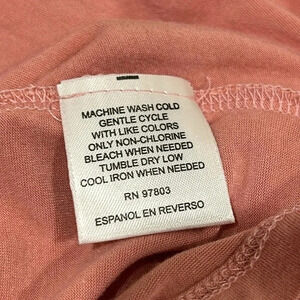 MACHINE WASH COLD
GENTLE CYCLE
WITH LIKE COLORS
ONLY NON-CHLORINE
BLEACH WHEN NEEDED
TUMBLE DRY LOW
COOL IRON WHEN NEEDED
RN 97803
ESPANOL EN REVERSO